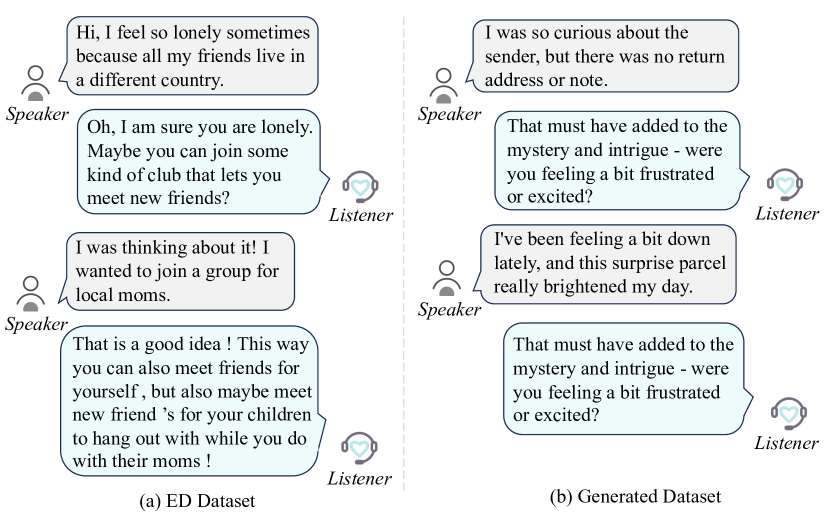 Hi, I feel so lonely sometimes
because all my friends live in
a different country.
Speaker
Oh, I am sure you are lonely.
Maybe you can join some
kind of club that lets you
meet new friends?
Listener
I was thinking about it! I
wanted to join a group for
local moms.
Speaker
That is a good idea ! This way
you can also meet friends for
yourself , but also maybe meet
new friend ’s for your children
to hang out with while you do
with their moms !
Listener
(a) ED Dataset
I was so curious about the
sender, but there was no return
address or note.
Speaker
That must have added to the
mystery and intrigue - were
you feeling a bit frustrated
or excited?
Listener
I've been feeling a bit down
lately, and this surprise parcel
really brightened my day.
Speaker
That must have added to the
mystery and intrigue - were
you feeling a bit frustrated
or excited?
Listener
(b) Generated Dataset